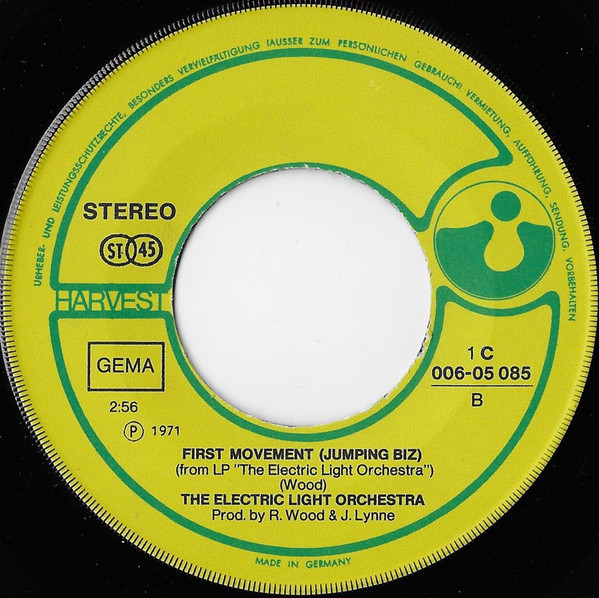 URHEBER- UND LEISTUNGSSCHUTZRECHTE, BESONDERS VERVIELFÄLTIGUNG (AUSSER ZUM PERSÖNLICHEN GEBRAUCH) VERMIETUNG, AUFFÜHRUNG, SENDUNG, VORBEHALTEN
STEREO
ST 45
HARVEST
GEMA
1 C
006-05 085
B
2:56
Ⓟ 1971
FIRST MOVEMENT (JUMPING BIZ)
(from LP "The Electric Light Orchestra")
(Wood)
THE ELECTRIC LIGHT ORCHESTRA
Prod. by R. Wood & J. Lynne
MADE IN GERMANY